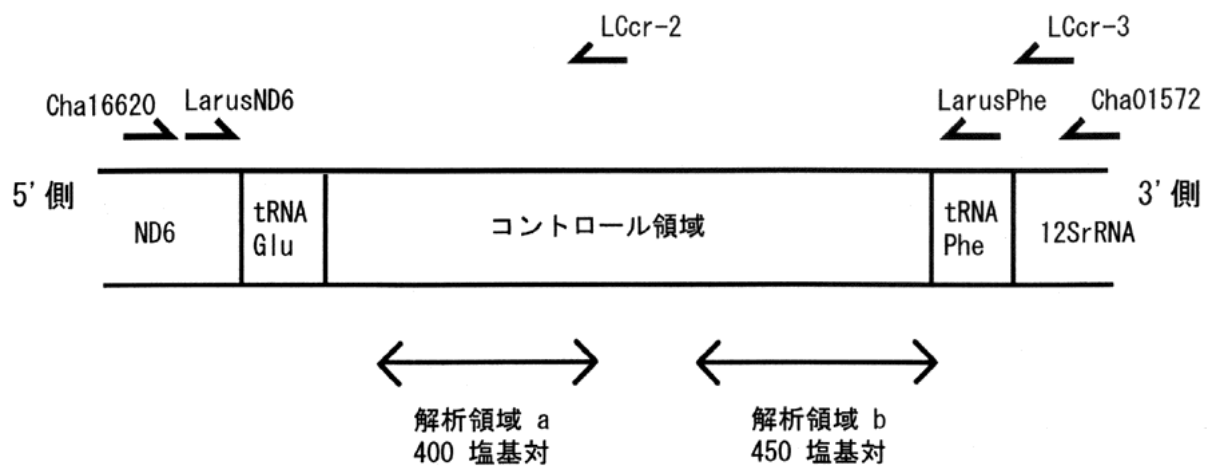 LCcr-2
LCcr-3
Cha16620
LarusND6
LarusPhe
Cha01572
5'側
3'側
ND6
tRNA
Glu
コントロール領域
tRNA
Phe
12SrRNA
解析領域 a
400 塩基対
解析領域 b
450 塩基対